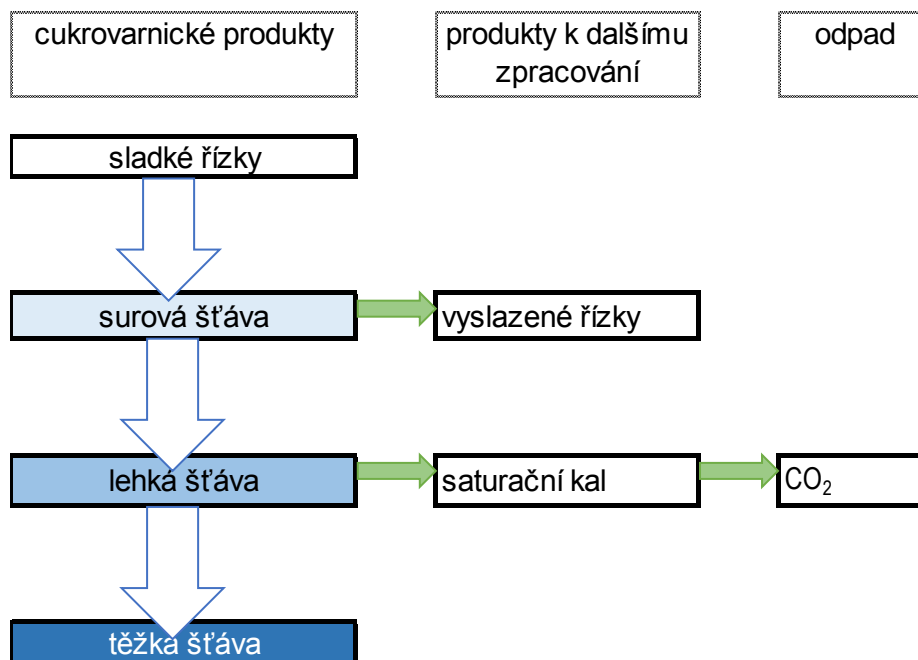 cukrovarnické produkty
produkty k dalšímu
zpracování
odpad
sladké řízky
surová šťáva
vyslazené řízky
lehká šťáva
saturační kal
CO₂
těžká šťáva